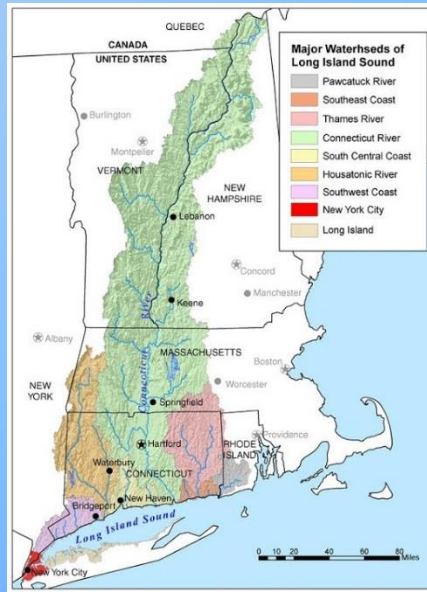 QUEBEC
CANADA
UNITED STATES
Major Waterhseds of
Long Island Sound
Pawcatuck River
Southeast Coast
Thames River
Connecticut River
South Central Coast
Housatonic River
Southwest Coast
New York City
Long Island
Burlington
Montpelier
VERMONT
NEW
HAMPSHIRE
Lebanon
Concord
Manchester
Keene
Connecticut River
Albany
MASSACHUSETTS
Boston
NEW
YORK
Worcester
Springfield
Hartford
Providence
RHODE
ISLAND
Waterbury
CONNECTICUT
New Haven
Bridgeport
Long Island Sound
New York City
0
20
40
60
80
Miles